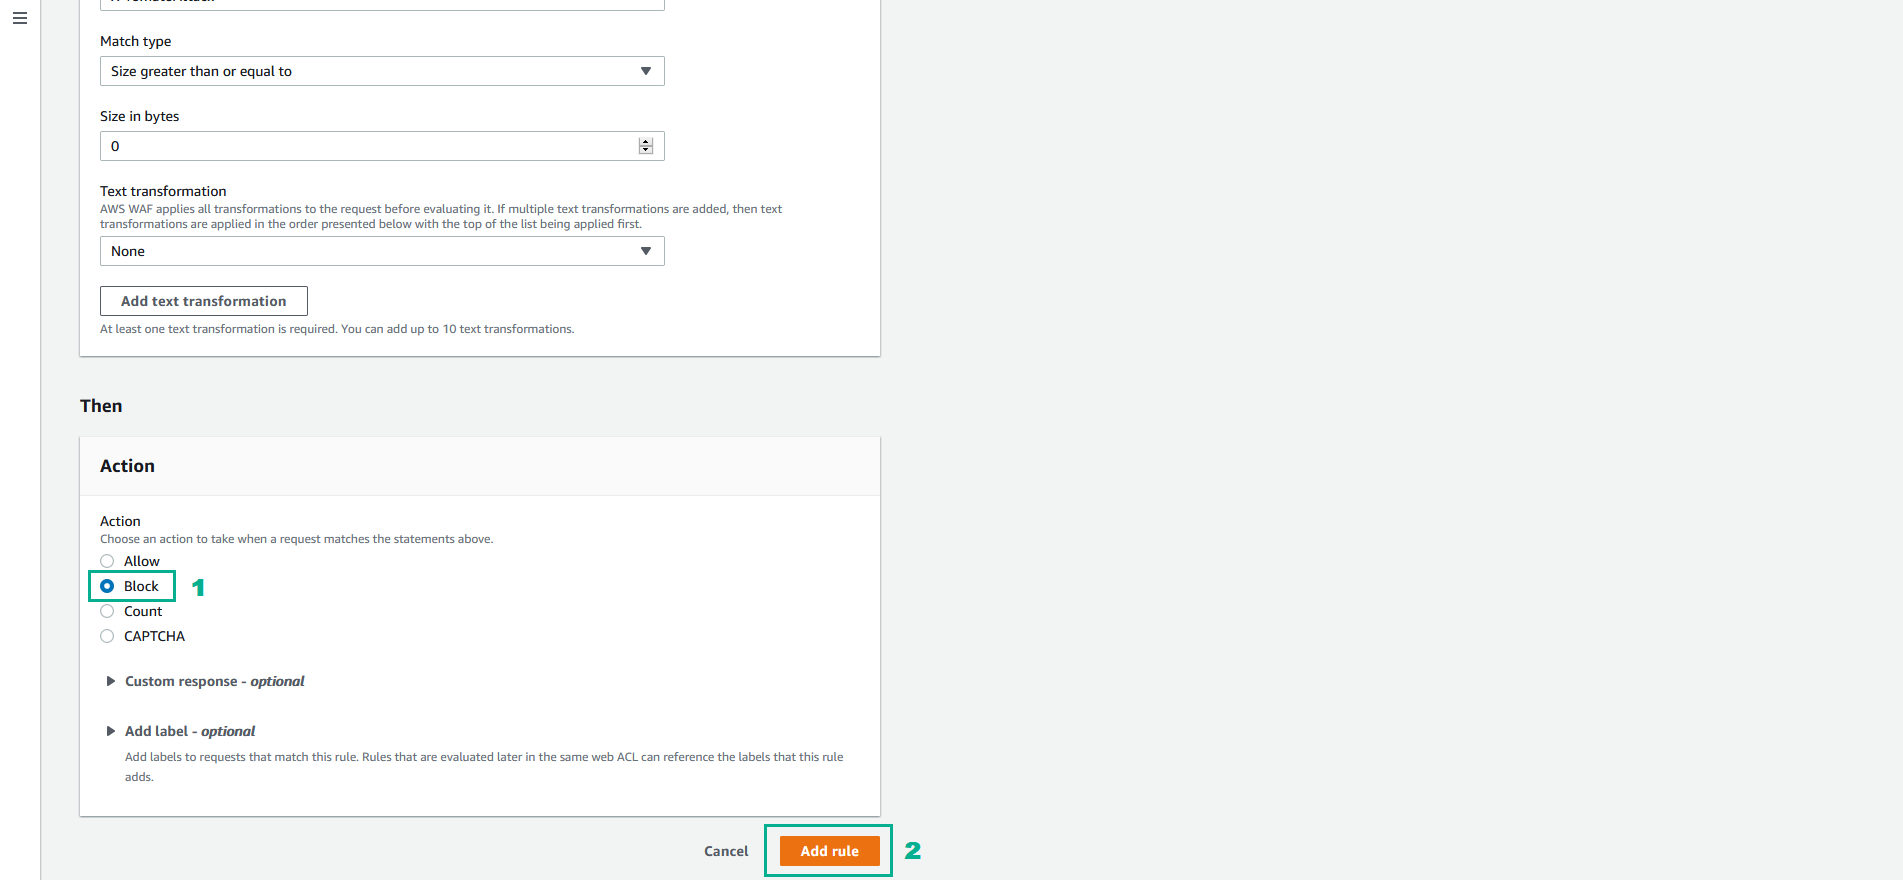 Match type
Size greater than or equal to
Size in bytes
0
Text transformation
AWS WAF applies all transformations to the request before evaluating it. If multiple text transformations are added, then text
transformations are applied in the order presented below with the top of the list being applied first.
None
Add text transformation
At least one text transformation is required. You can add up to 10 text transformations.
Then
Action
Action
Choose an action to take when a request matches the statements above.
Allow
Block 1
Count
CAPTCHA
Custom response - optional
Add label - optional
Add labels to requests that match this rule. Rules that are evaluated later in the same web ACL can reference the labels that this rule
adds.
Cancel Add rule 2